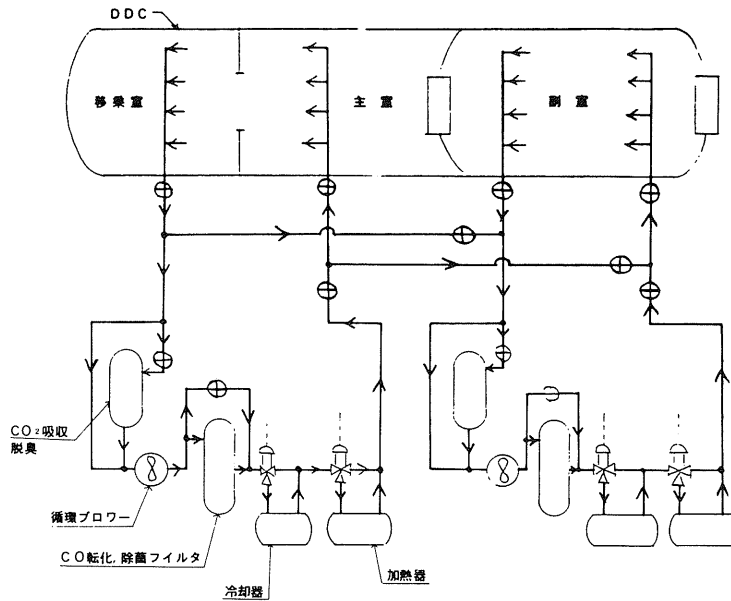 DDC
移乗室
主室
副室
CO₂吸収
脱臭
循環ブロワー
CO転化,除菌フイルタ
冷却器
加熱器